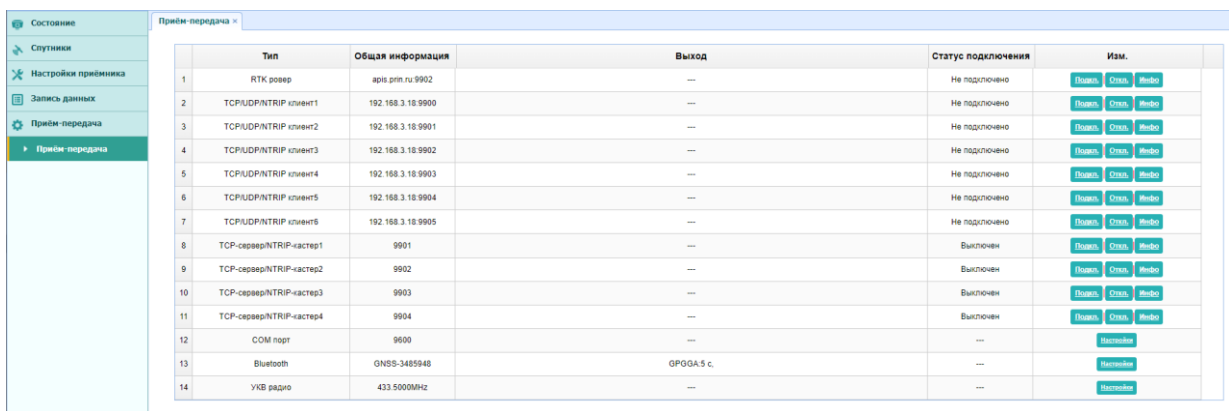 Состояние
Спутники
Настройки приёмника
Запись данных
Приём-передача
Приём-передача
Приём-передача ×
Тип Общая информация Выход Статус подключения Изм.
1 RTK ровер apis.prin.ru:9902 --- Не подключено Подкл. Откл. Инфо
2 TCP/UDP/NTRIP клиент1 192.168.3.18:9900 --- Не подключено Подкл. Откл. Инфо
3 TCP/UDP/NTRIP клиент2 192.168.3.18:9901 --- Не подключено Подкл. Откл. Инфо
4 TCP/UDP/NTRIP клиент3 192.168.3.18:9902 --- Не подключено Подкл. Откл. Инфо
5 TCP/UDP/NTRIP клиент4 192.168.3.18:9903 --- Не подключено Подкл. Откл. Инфо
6 TCP/UDP/NTRIP клиент5 192.168.3.18:9904 --- Не подключено Подкл. Откл. Инфо
7 TCP/UDP/NTRIP клиент6 192.168.3.18:9905 --- Не подключено Подкл. Откл. Инфо
8 TCP-сервер/NTRIP-кастер1 9901 --- Выключен Подкл. Откл. Инфо
9 TCP-сервер/NTRIP-кастер2 9902 --- Выключен Подкл. Откл. Инфо
10 TCP-сервер/NTRIP-кастер3 9903 --- Выключен Подкл. Откл. Инфо
11 TCP-сервер/NTRIP-кастер4 9904 --- Выключен Подкл. Откл. Инфо
12 COM порт 9600 --- --- Настройки
13 Bluetooth GNSS-3485948 GPGGA:5 с, --- Настройки
14 УКВ радио 433.5000MHz --- --- Настройки